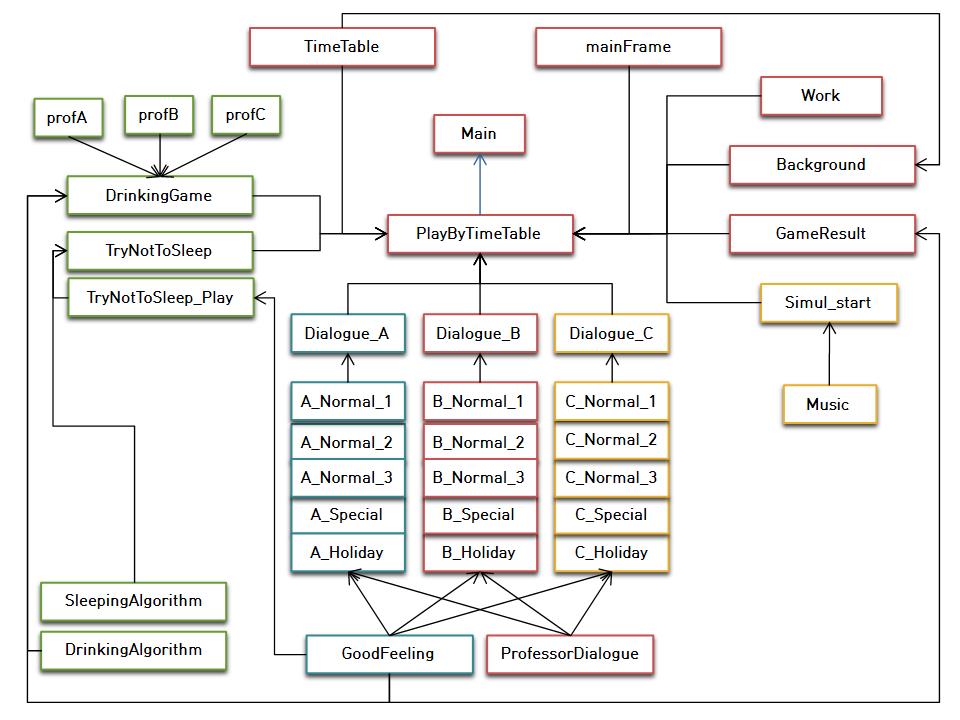 TimeTable
mainFrame
Work
profA
profB
profC
Main
Background
DrinkingGame
PlayByTimeTable
GameResult
TryNotToSleep
TryNotToSleep_Play
Simul_start
Dialogue_A
Dialogue_B
Dialogue_C
Music
A_Normal_1
B_Normal_1
C_Normal_1
A_Normal_2
B_Normal_2
C_Normal_2
A_Normal_3
B_Normal_3
C_Normal_3
A_Special
B_Special
C_Special
A_Holiday
B_Holiday
C_Holiday
SleepingAlgorithm
DrinkingAlgorithm
GoodFeeling
ProfessorDialogue